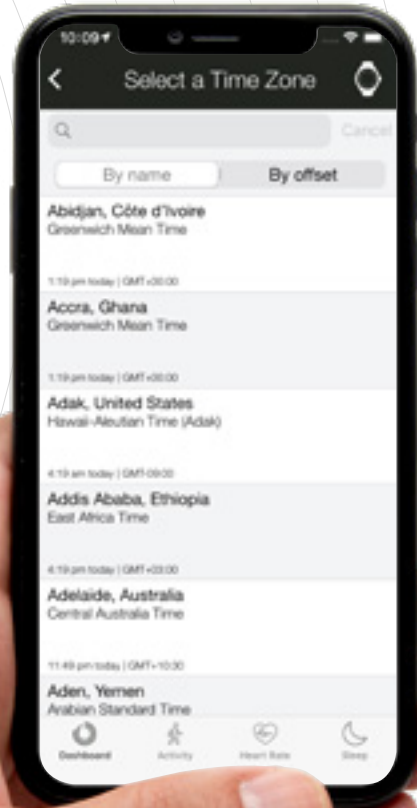 10:09
Select a Time Zone
Cancel
By name
By offset
Abidjan, Côte d'Ivoire
Greenwich Mean Time
1:19 pm today | GMT+00:00
Accra, Ghana
Greenwich Mean Time
1:19 pm today | GMT+00:00
Adak, United States
Hawaii-Aleutian Time (Adak)
4:19 am today | GMT-09:00
Addis Ababa, Ethiopia
East Africa Time
4:19 pm today | GMT+03:00
Adelaide, Australia
Central Australia Time
11:49 pm today | GMT+10:30
Aden, Yemen
Arabian Standard Time
Dashboard
Activity
Heart Rate
Sleep